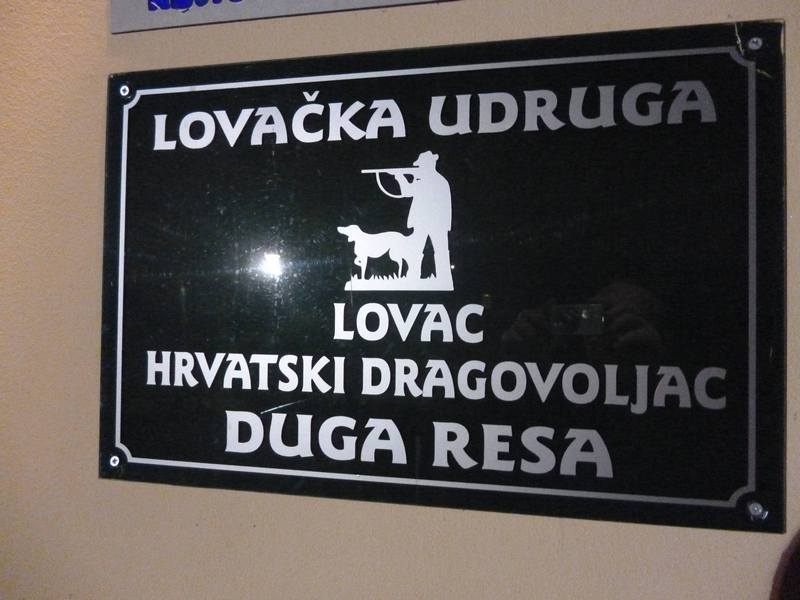 LOVAČKA UDRUGA
LOVAC
HRVATSKI DRAGOVOLJAC
DUGA RESA